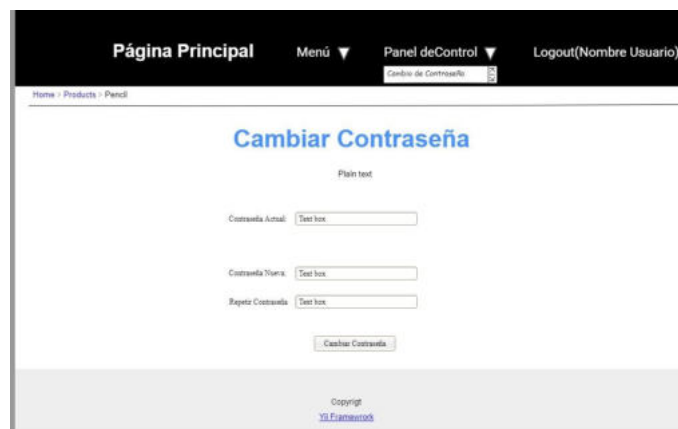 Página Principal Menú Panel deControl Logout(Nombre Usuario)
Cambio de Contraseña
Home > Products > Pencil
Cambiar Contraseña
Plain text
Contraseña Actual: Text box
Contraseña Nueva: Text box
Repetir Contraseña Text box
Cambiar Contraseña
Copyrigt
Yii Framewrork